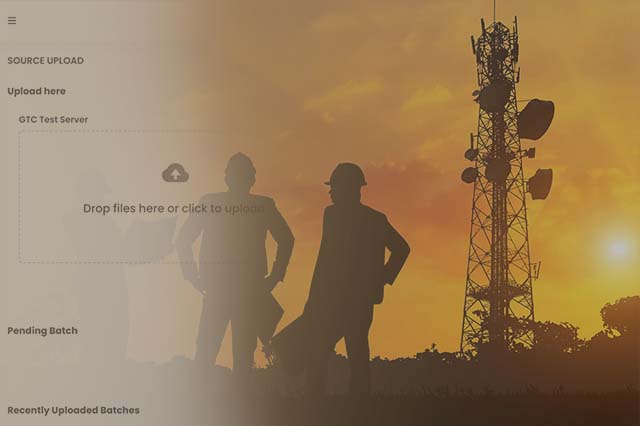 SOURCE UPLOAD
Upload here
GTC Test Server
Drop files here or click to upload
Pending Batch
Recently Uploaded Batches